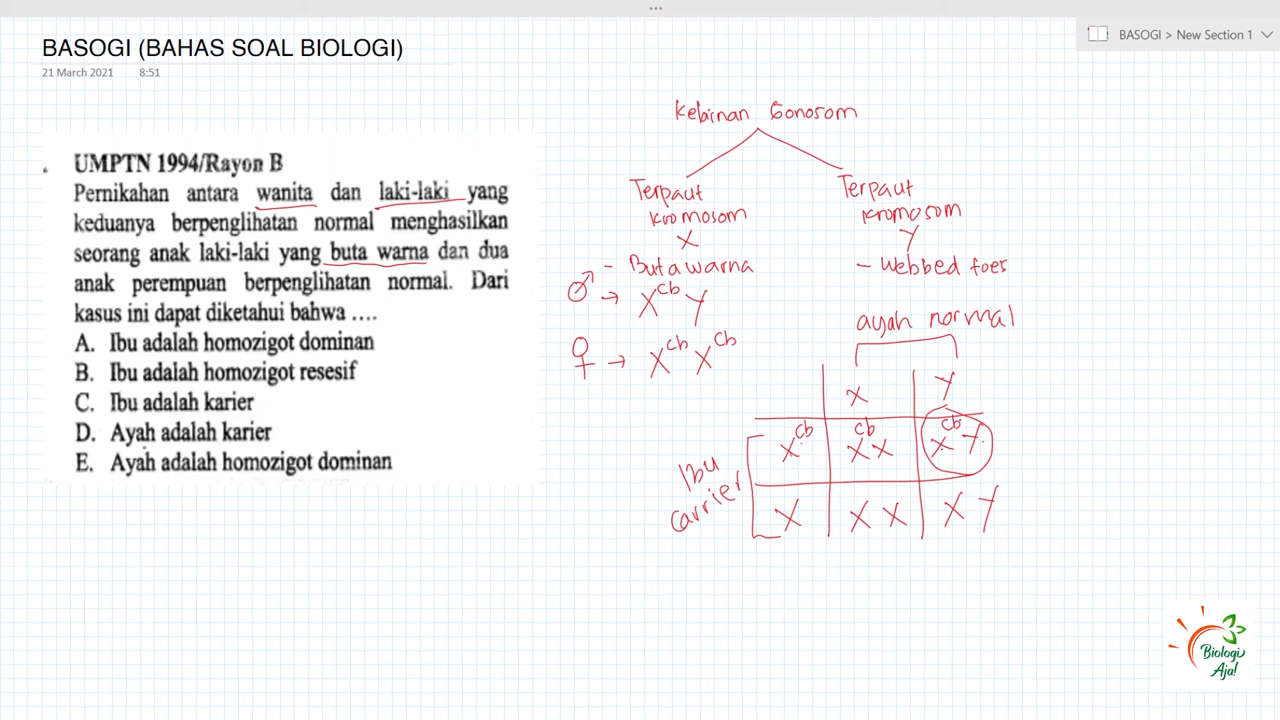 BASOGI (BAHAS SOAL BIOLOGI)
21 March 2021 8:51
BASOGI > New Section 1
UMPTN 1994/Rayon B
Pernikahan antara wanita dan laki-laki yang
keduanya berpenglihatan normal menghasilkan
seorang anak laki-laki yang buta warna dan dua
anak perempuan berpenglihatan normal. Dari
kasus ini dapat diketahui bahwa ....
A. Ibu adalah homozigot dominan
B. Ibu adalah homozigot resesif
C. Ibu adalah karier
D. Ayah adalah karier
E. Ayah adalah homozigot dominan
Kelainan Gonosom
Terpaut
Kromosom
X
- Buta warna
♂ → X^Cb Y
♀ → X^Cb X^Cb
Terpaut
Kromosom
Y
- Webbed toes
ayah normal
X Y
Ibu
carrier
X^cb X^cb X X^cb Y
X X X X Y
Biologi
Aja!